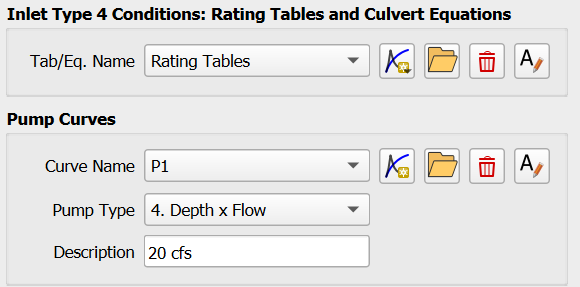 Inlet Type 4 Conditions: Rating Tables and Culvert Equations
Tab/Eq. Name Rating Tables
A
Pump Curves
Curve Name P1
A
Pump Type 4. Depth x Flow
Description 20 cfs